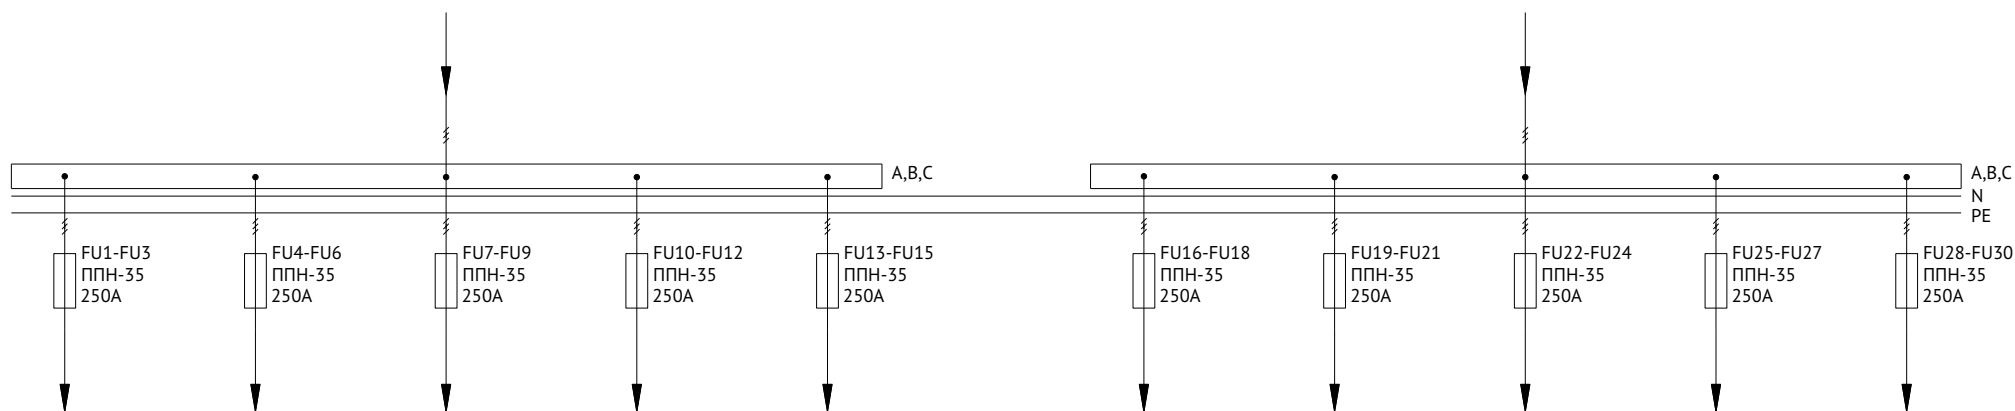 A,B,C
A,B,C
N
PE
FU1-FU3
ППН-35
250А
FU4-FU6
ППН-35
250А
FU7-FU9
ППН-35
250А
FU10-FU12
ППН-35
250А
FU13-FU15
ППН-35
250А
FU16-FU18
ППН-35
250А
FU19-FU21
ППН-35
250А
FU22-FU24
ППН-35
250А
FU25-FU27
ППН-35
250А
FU28-FU30
ППН-35
250А